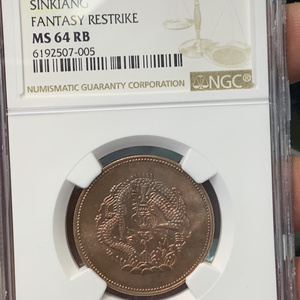 SINKIANG
FANTASY RESTRIKE
MS 64 RB
6192507-005
NUMISMATIC GUARANTY CORPORATION
NGC®